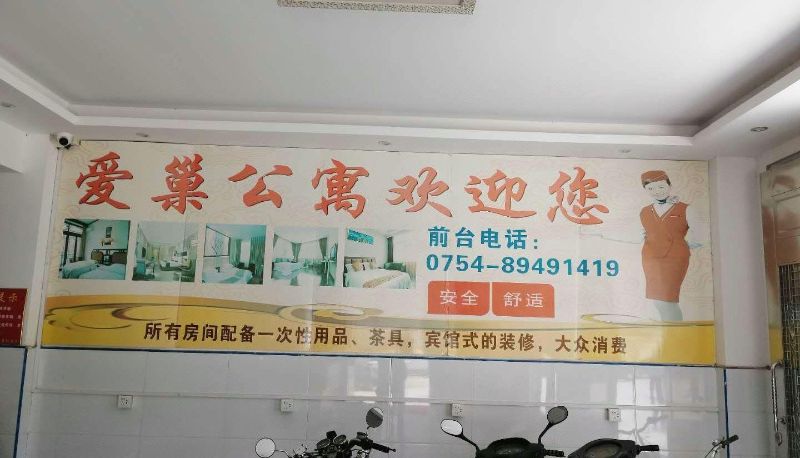 爱巢公寓欢迎您
前台电话：
0754-89491419
安全 舒适
所有房间配备一次性用品、茶具，宾馆式的装修，大众消费